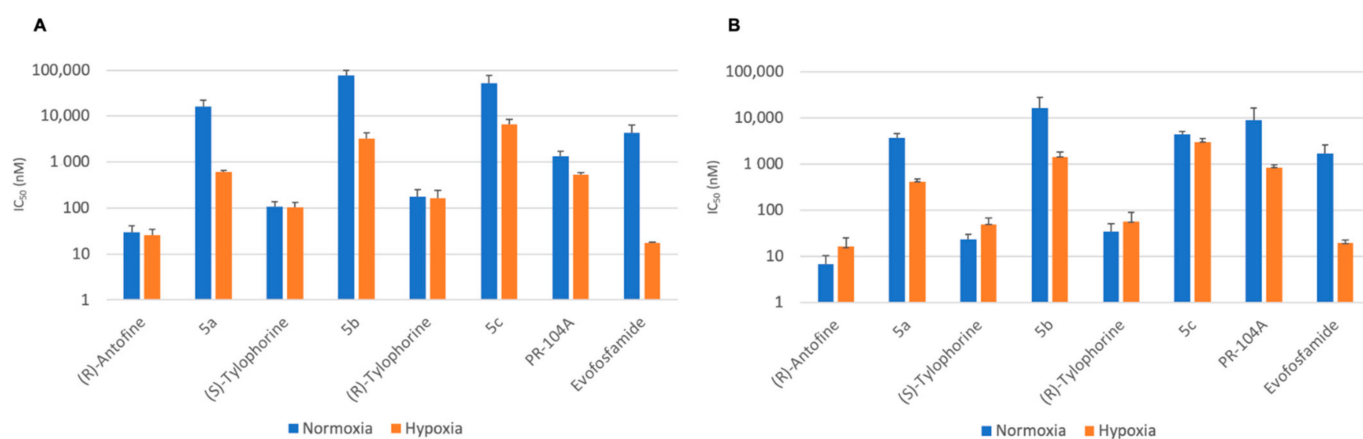 A
100,000
10,000
1 000
100
10
1
IC50 (nM)
(R)-Antofine
5a
(S)-Tylophorine
5b
(R)-Tylophorine
5c
PR-104A
Evofosfamide
Normoxia
Hypoxia
B
100,000
10,000
1 000
100
10
1
IC50 (nM)
(R)-Antofine
5a
(S)-Tylophorine
5b
(R)-Tylophorine
5c
PR-104A
Evofosfamide
Normoxia
Hypoxia